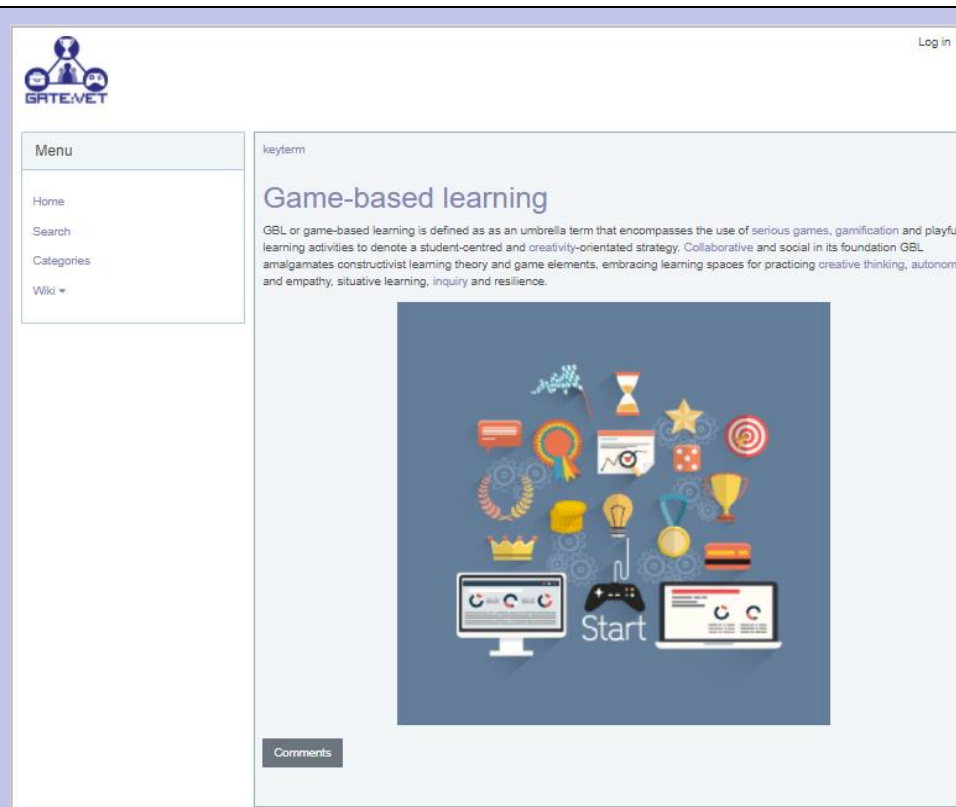 Log in
GATE:VET
Menu
keyterm
Home
Search
Categories
Wiki
Game-based learning
GBL or game-based learning is defined as as an umbrella term that encompasses the use of serious games, gamification and playfu
learning activities to denote a student-centred and creativity-orientated strategy. Collaborative and social in its foundation GBL
amalgamates constructivist learning theory and game elements, embracing learning spaces for practicing creative thinking, autonom
and empathy, situative learning, inquiry and resilience.
Start
Comments